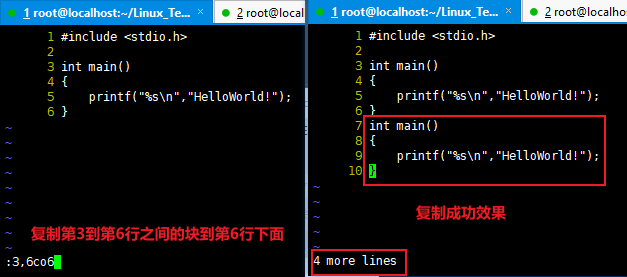 1 root@localhost:~/Linux_Te... × 2 root@local
1 #include <stdio.h>
2
3 int main()
4 {
5     printf("%s\n","HelloWorld!");
6 }
~
~
~
~
~
~
~
复制第3到第6行之间的块到第6行下面
:3,6co6
1 root@localhost:~/Linux_Te... × 2 root@localhos
1 #include <stdio.h>
2
3 int main()
4 {
5     printf("%s\n","HelloWorld!");
6 }
7 int main()
8 {
9     printf("%s\n","HelloWorld!");
10 }
~
~
~
~
复制成功效果
4 more lines